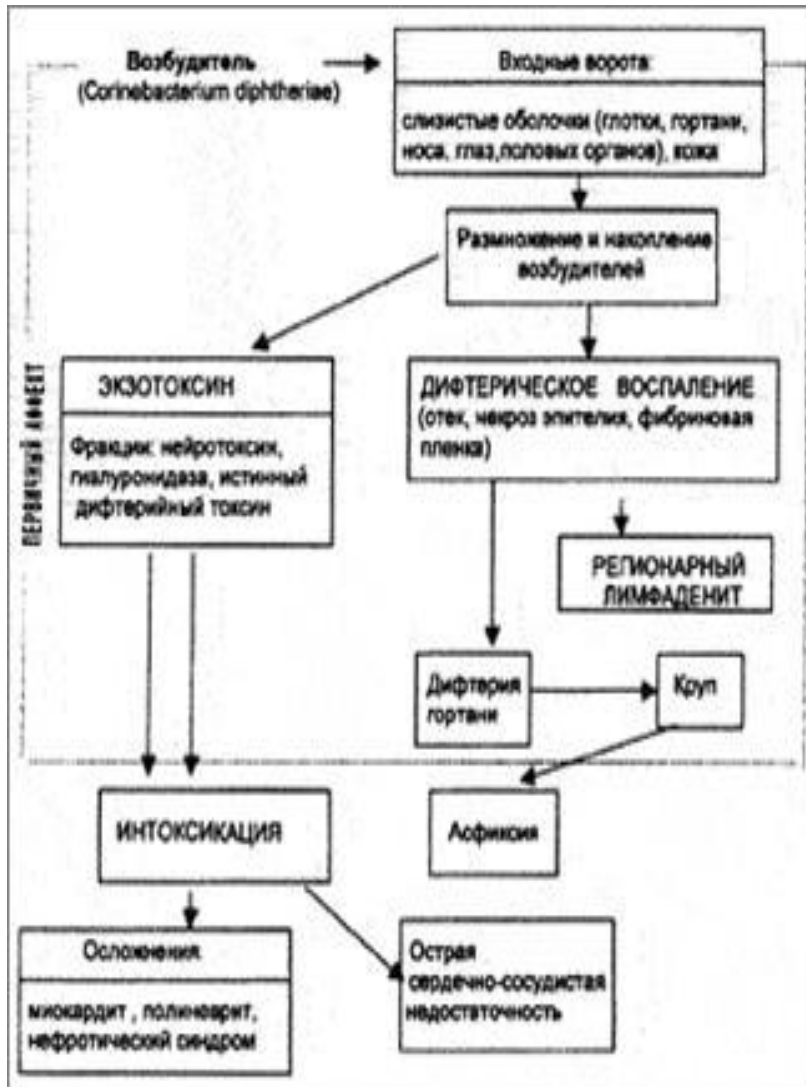 Возбудитель
(Corinebacterium diphtheriae)
Входные ворота:
слизистые оболочки (глотки, гортани,
носа, глаз,половых органов), кожа
Размножение и накопление
возбудителей
ПЕРВИЧНЫЙ АФФЕКТ
ЭКЗОТОКСИН
Фракции: нейротоксин,
гиалуронидаза, истинный
дифтерийный токсин
ДИФТЕРИЧЕСКОЕ ВОСПАЛЕНИЕ
(отек, некроз эпителия, фибриновая
пленка)
РЕГИОНАРНЫЙ
ЛИМФАДЕНИТ
Дифтерия
гортани
Круп
ИНТОКСИКАЦИЯ
Асфиксия
Осложнения
миокардит , полиневрит,
нефротический синдром
Острая
сердечно-сосудистая
недостаточность